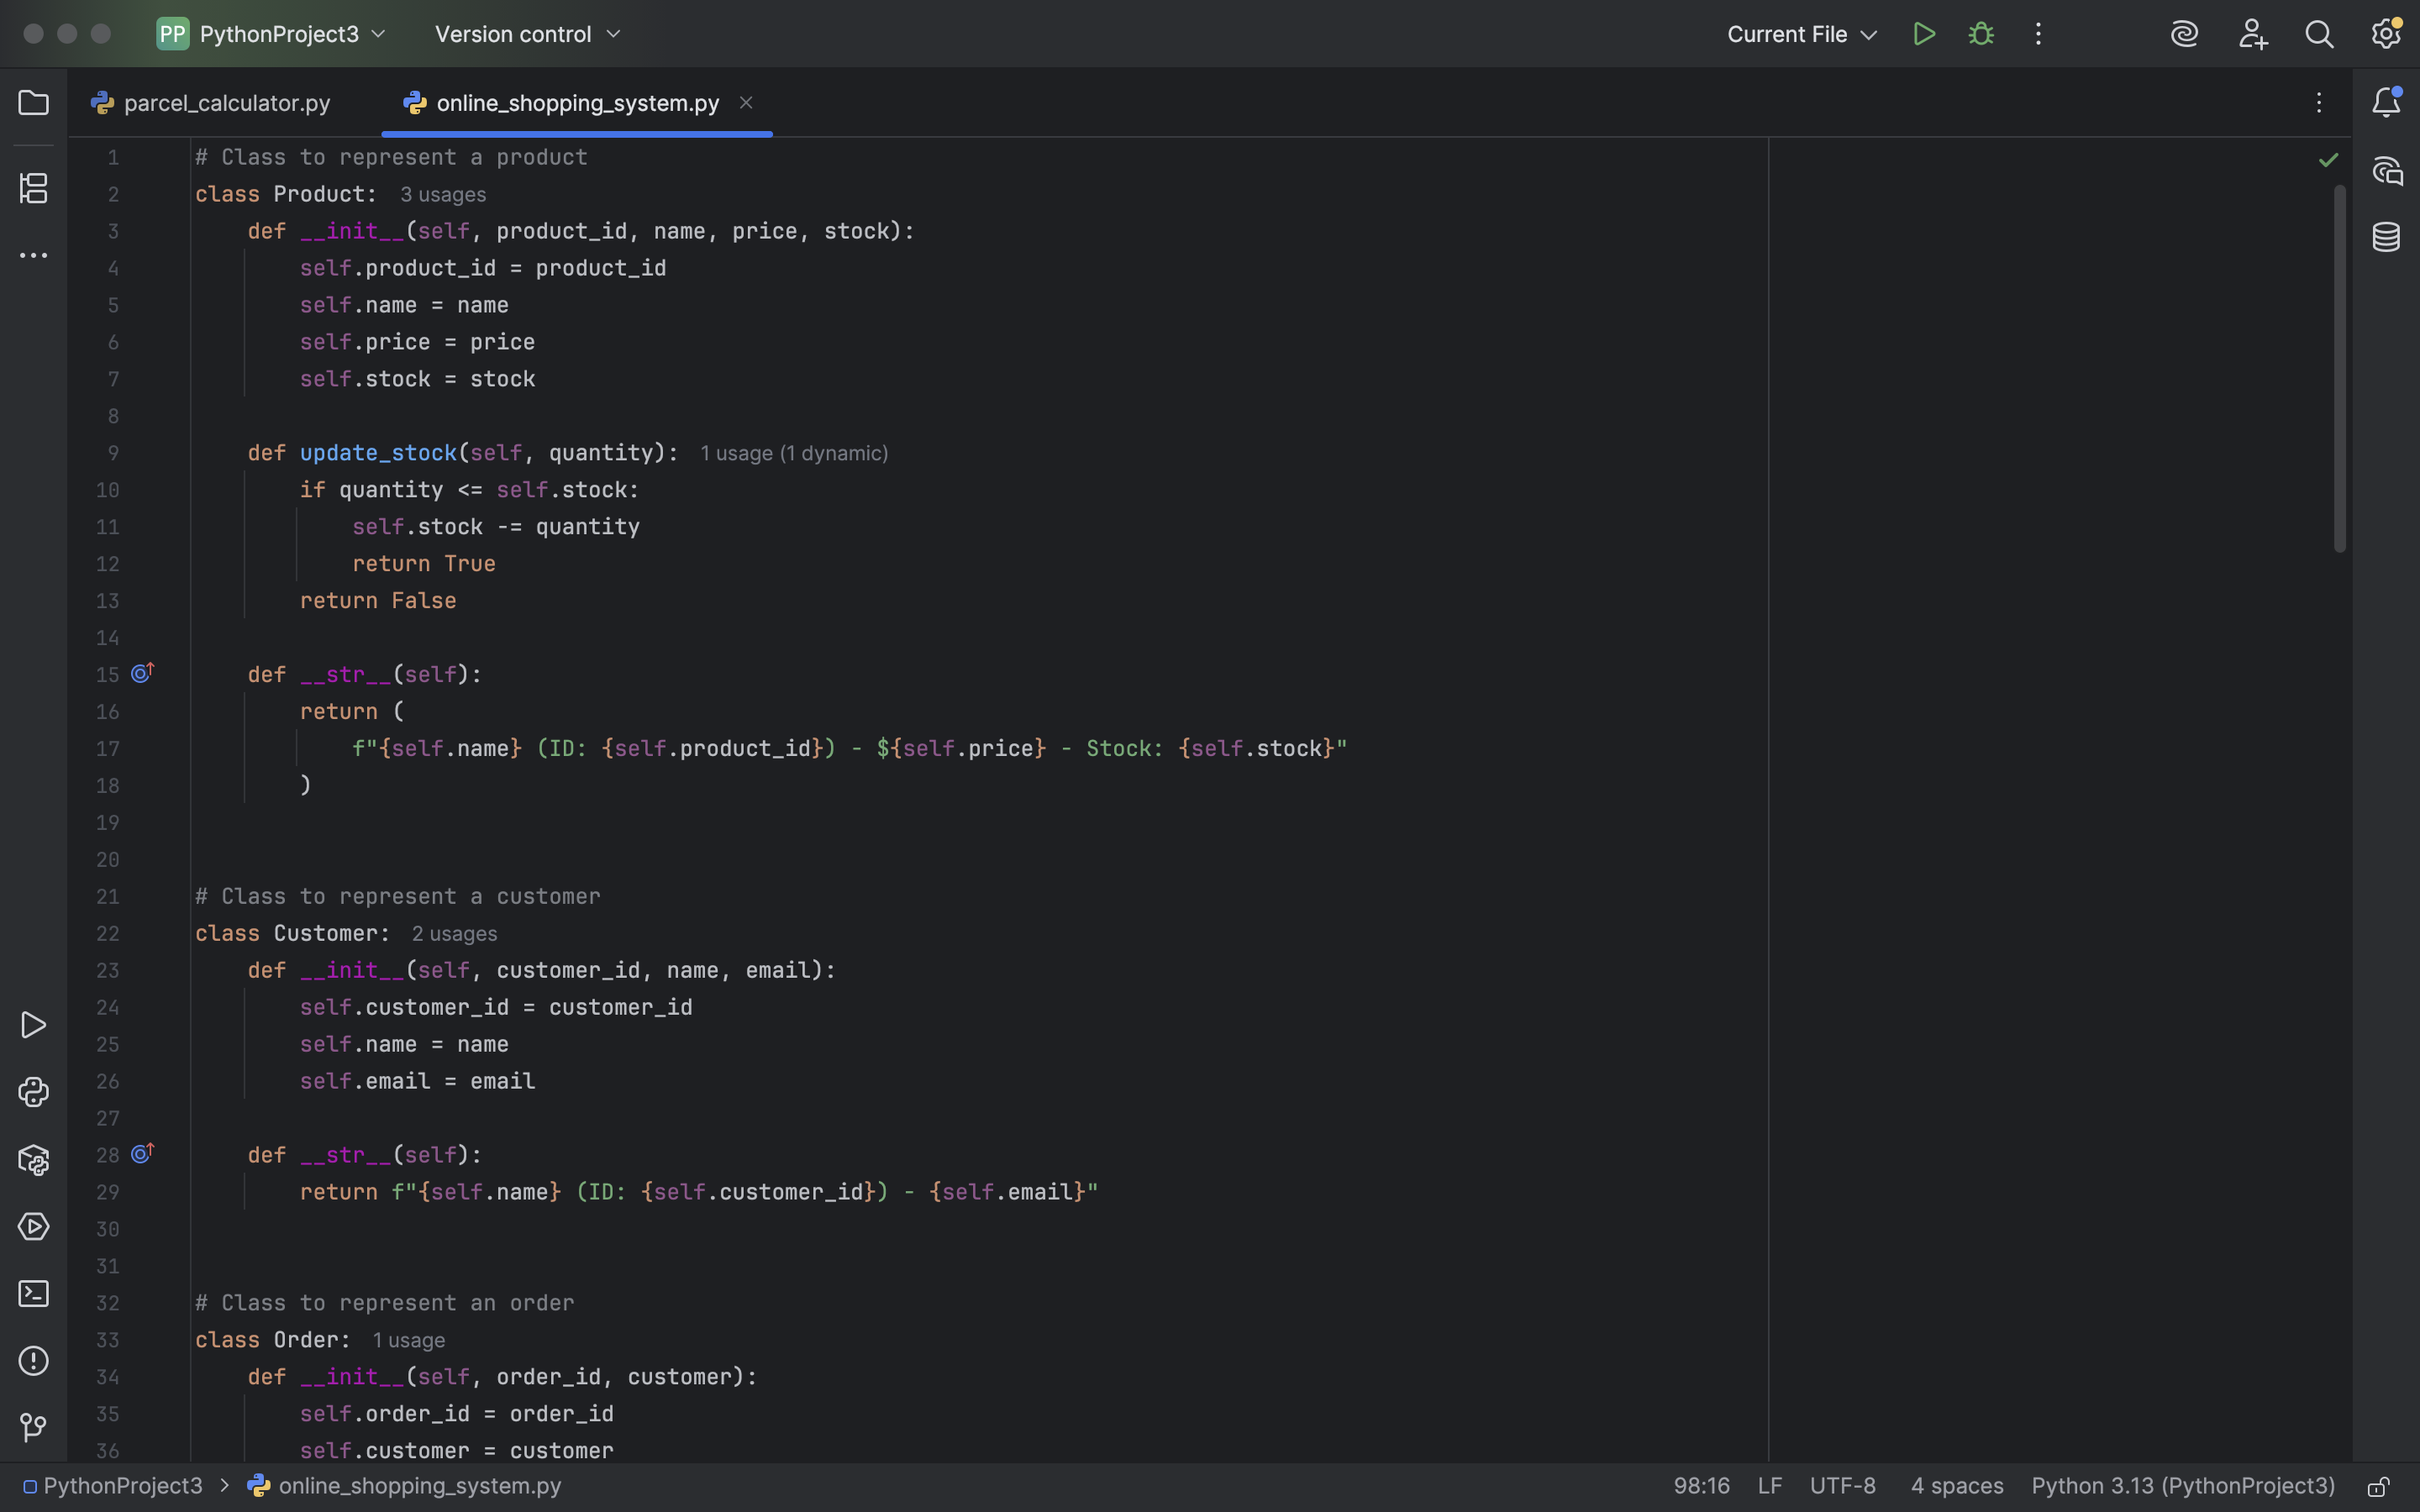 PP PythonProject3 Version control Current File
parcel_calculator.py online_shopping_system.py
1 # Class to represent a product
2 class Product: 3 usages
3     def __init__(self, product_id, name, price, stock):
4         self.product_id = product_id
5         self.name = name
6         self.price = price
7         self.stock = stock
8
9     def update_stock(self, quantity): 1 usage (1 dynamic)
10         if quantity <= self.stock:
11             self.stock -= quantity
12             return True
13         return False
14
15     def __str__(self):
16         return (
17             f"{self.name} (ID: {self.product_id}) - ${self.price} - Stock: {self.stock}"
18         )
19
20
21 # Class to represent a customer
22 class Customer: 2 usages
23     def __init__(self, customer_id, name, email):
24         self.customer_id = customer_id
25         self.name = name
26         self.email = email
27
28     def __str__(self):
29         return f"{self.name} (ID: {self.customer_id}) - {self.email}"
30
31
32 # Class to represent an order
33 class Order: 1 usage
34     def __init__(self, order_id, customer):
35         self.order_id = order_id
36         self.customer = customer
PythonProject3 > online_shopping_system.py 98:16 LF UTF-8 4 spaces Python 3.13 (PythonProject3)